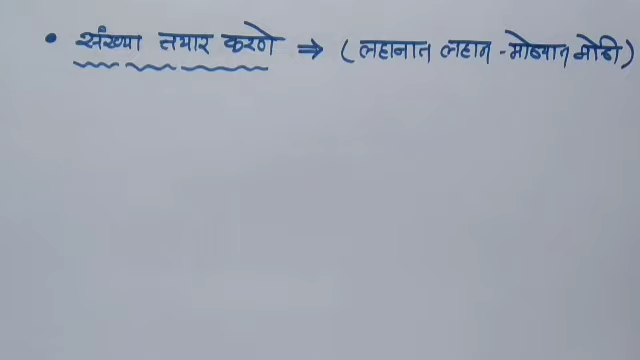 • संख्या तयार करणे ⇒ (लहानात लहान - मोठ्यात मोठी)